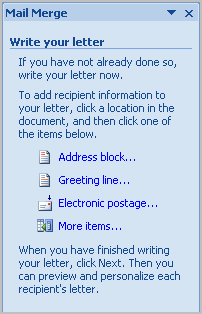 Mail Merge
Write your letter
If you have not already done so,
write your letter now.
To add recipient information to
your letter, click a location in the
document, and then click one of
the items below.
Address block...
Greeting line...
Electronic postage...
More items...
When you have finished writing
your letter, click Next. Then you
can preview and personalize each
recipient's letter.